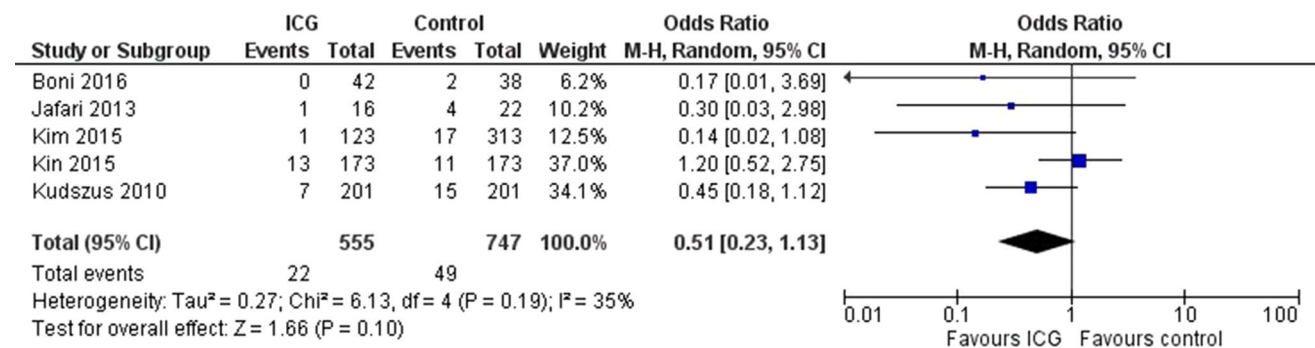 ICG Control Odds Ratio Odds Ratio
Study or Subgroup Events Total Events Total Weight M-H, Random, 95% CI M-H, Random, 95% CI
Boni 2016 0 42 2 38 6.2% 0.17 [0.01, 3.69]
Jafari 2013 1 16 4 22 10.2% 0.30 [0.03, 2.98]
Kim 2015 1 123 17 313 12.5% 0.14 [0.02, 1.08]
Kin 2015 13 173 11 173 37.0% 1.20 [0.52, 2.75]
Kudszus 2010 7 201 15 201 34.1% 0.45 [0.18, 1.12]
Total (95% CI) 555 747 100.0% 0.51 [0.23, 1.13]
Total events 22 49
Heterogeneity: Tau² = 0.27; Chi² = 6.13, df = 4 (P = 0.19); I² = 35%
Test for overall effect: Z = 1.66 (P = 0.10)
0.01 0.1 1 10 100
Favours ICG Favours control